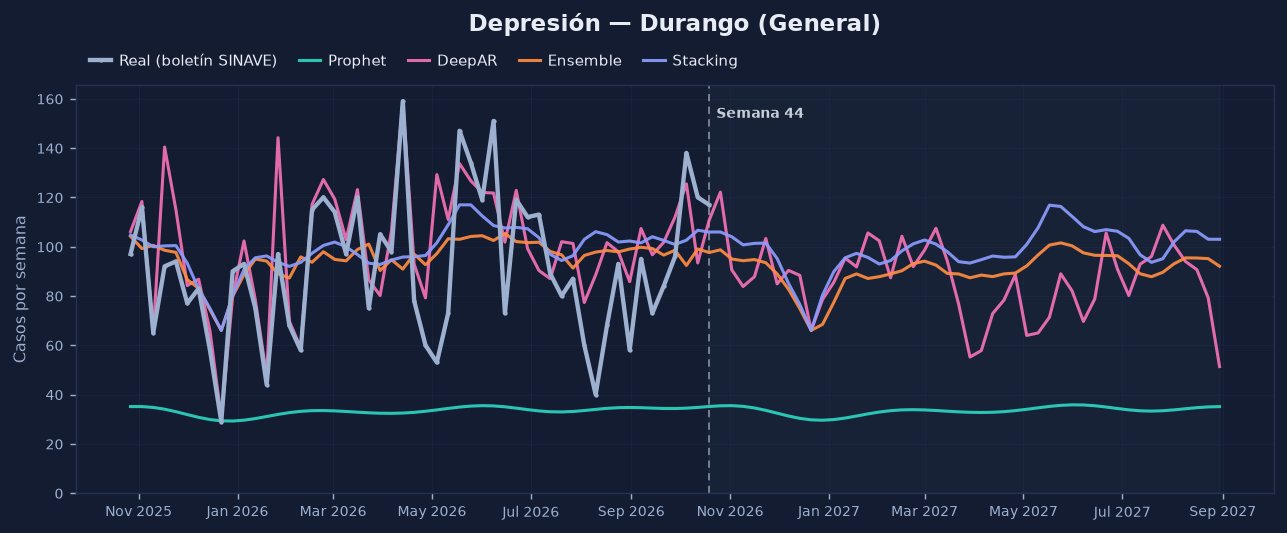 Depresión — Durango (General)
Real (boletín SINAVE) Prophet DeepAR Ensemble Stacking
Semana 44
Casos por semana
160
140
120
100
80
60
40
20
0
Nov 2025 Jan 2026 Mar 2026 May 2026 Jul 2026 Sep 2026 Nov 2026 Jan 2027 Mar 2027 May 2027 Jul 2027 Sep 2027